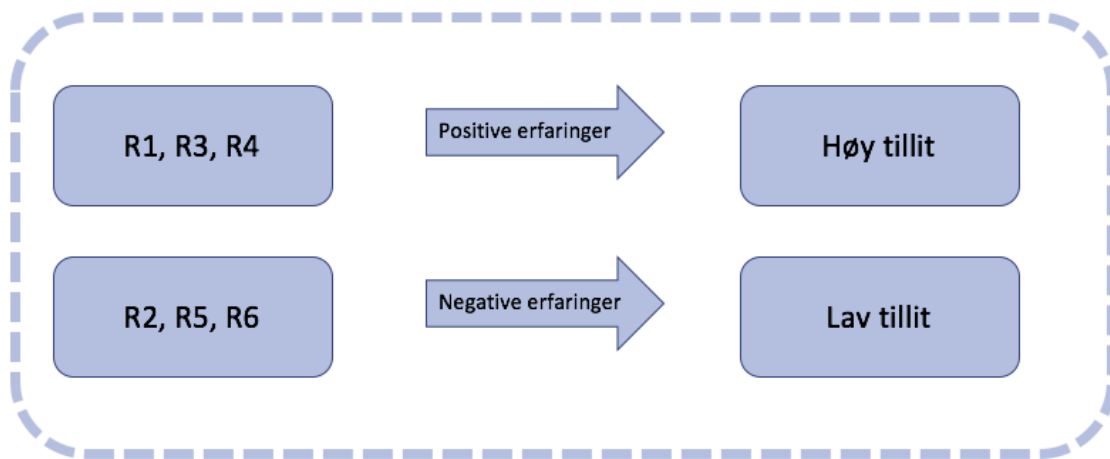 R1, R3, R4
Positive erfaringer
Høy tillit
R2, R5, R6
Negative erfaringer
Lav tillit